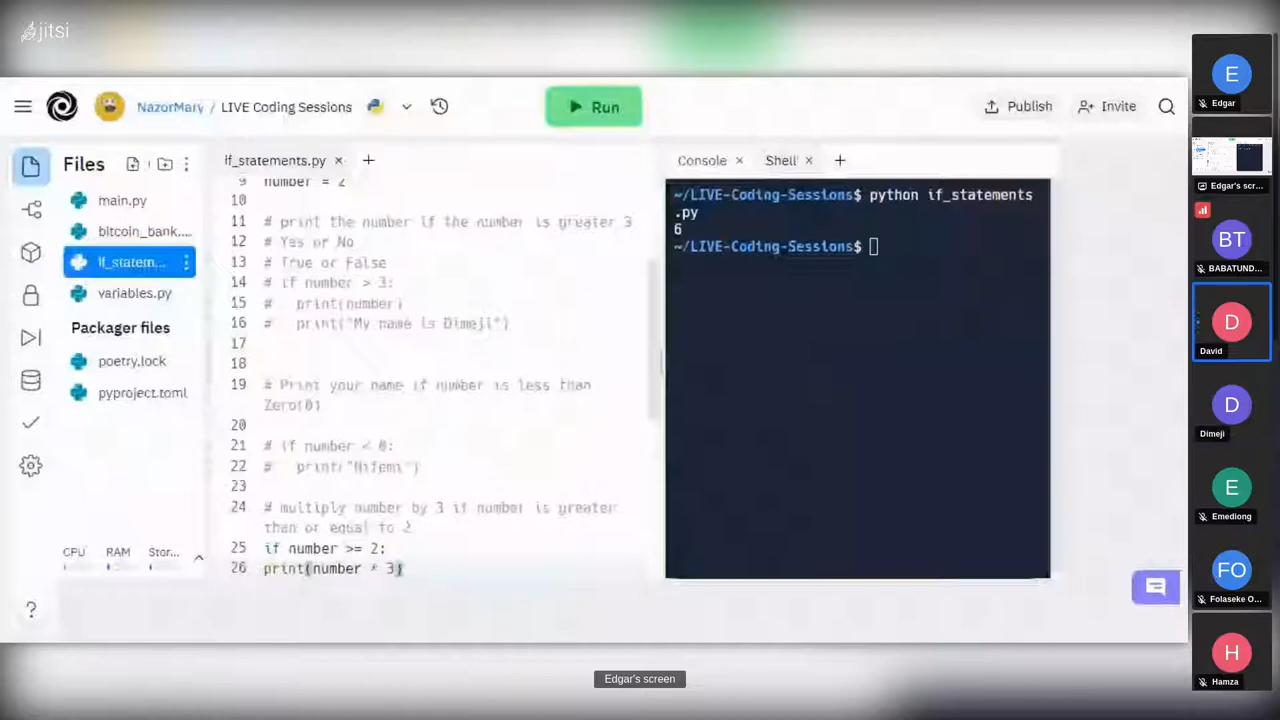 jitsi
NazorMary / LIVE Coding Sessions
Run
Publish
Invite
Files
main.py
bitcoin_bank....
if_statem...
variables.py
Packager files
poetry.lock
pyproject.toml
CPU RAM Stor...
if_statements.py
9 number = 2
10
11 # print the number if the number is greater 3
12 # Yes or No
13 # True or False
14 # if number > 3:
15 # print(number)
16 # print("My name is Dimeji")
17
18
19 # Print your name if number is less than
Zero(0)
20
21 # if number < 0:
22 # print("Nifemi")
23
24 # multiply number by 3 if number is greater
than or equal to 2
25 if number >= 2:
26 print(number * 3)
Console
Shell
~/LIVE-Coding-Sessions$ python if_statements
.py
6
~/LIVE-Coding-Sessions$
E
Edgar
Edgar's scr...
BT
BABATUND...
D
David
D
Dimeji
E
Emediong
FO
Folaseke O...
H
Hamza
?
Edgar's screen